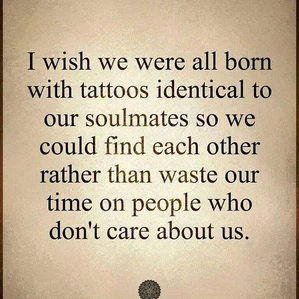 I wish we were all born
with tattoos identical to
our soulmates so we
could find each other
rather than waste our
time on people who
don't care about us.